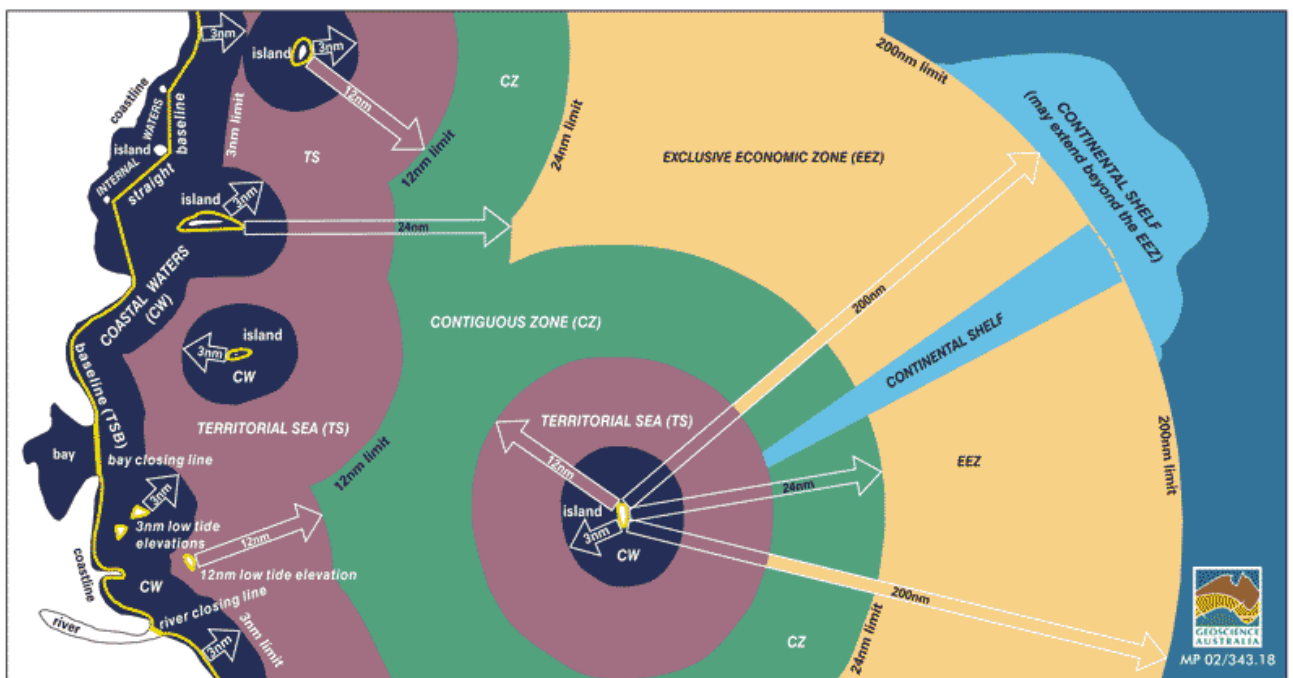 3nm
island
3nm
12nm
CZ
200nm limit
coastline
INTERNAL WATERS
island
straight baseline
3nm limit
TS
12nm limit
24nm limit
EXCLUSIVE ECONOMIC ZONE (EEZ)
CONTINENTAL SHELF
(may extend beyond the EEZ)
island
3nm
24nm
COASTAL WATERS
(CW)
200nm
CONTIGUOUS ZONE (CZ)
island
3nm
CW
CONTINENTAL SHELF
baseline (TSB)
TERRITORIAL SEA (TS)
TERRITORIAL SEA (TS)
12nm limit
200nm limit
bay
bay closing line
12nm
EEZ
3nm
24nm
3nm low tide
elevations
island
3nm
CW
12nm
12nm low tide elevation
coastline
CW
river closing line
river
3nm
3nm limit
200nm
CZ
24nm limit
GEOSCIENCE
AUSTRALIA
MP 02/343.18